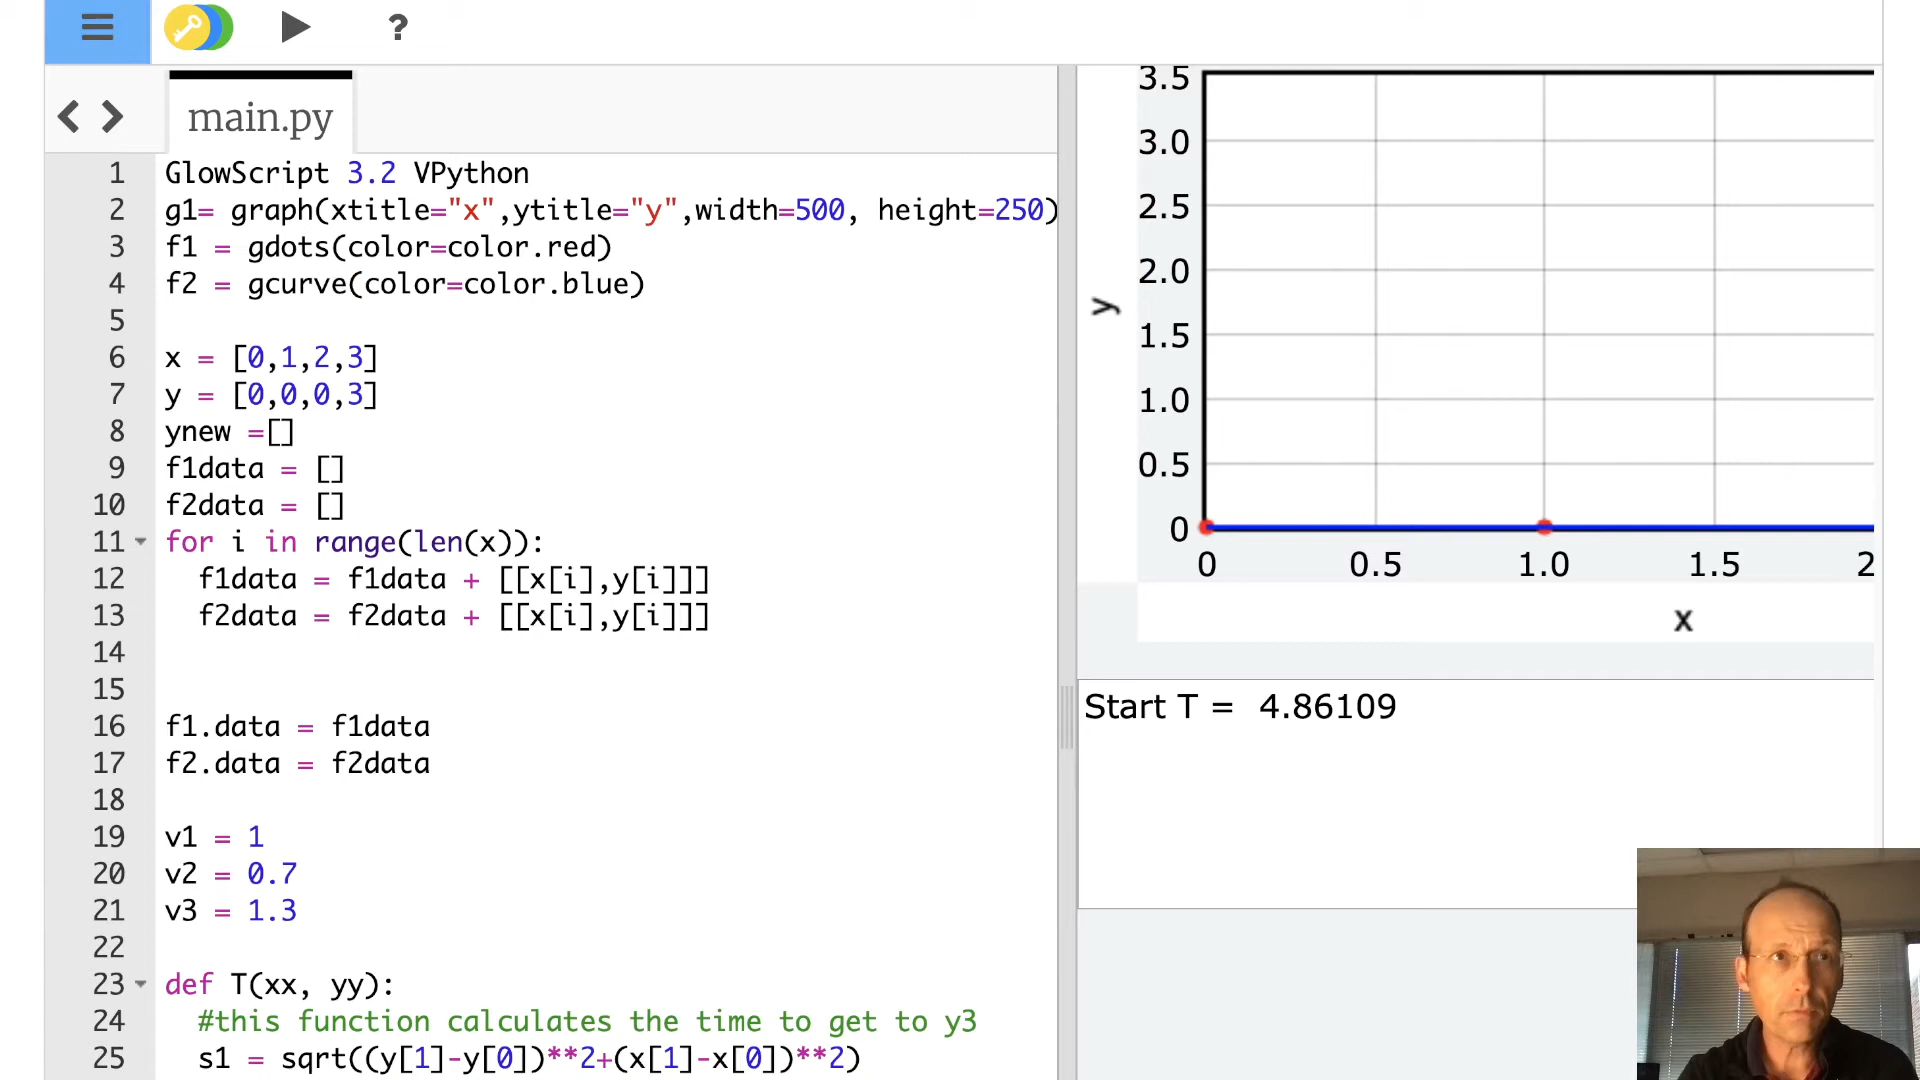 ?
main.py
1 GlowScript 3.2 VPython
2 g1= graph(xtitle="x",ytitle="y",width=500, height=250)
3 f1 = gdots(color=color.red)
4 f2 = gcurve(color=color.blue)
5
6 x = [0,1,2,3]
7 y = [0,0,0,3]
8 ynew =[]
9 f1data = []
10 f2data = []
11 for i in range(len(x)):
12 f1data = f1data + [[x[i],y[i]]]
13 f2data = f2data + [[x[i],y[i]]]
14
15
16 f1.data = f1data
17 f2.data = f2data
18
19 v1 = 1
20 v2 = 0.7
21 v3 = 1.3
22
23 def T(xx, yy):
24 #this function calculates the time to get to y3
25 s1 = sqrt((y[1]-y[0])**2+(x[1]-x[0])**2)
3.5
3.0
2.5
2.0
1.5
1.0
0.5
0
y
0 0.5 1.0 1.5 2
x
Start T = 4.86109